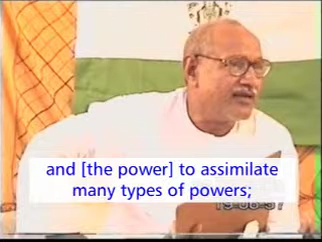 and [the power] to assimilate
many types of powers;